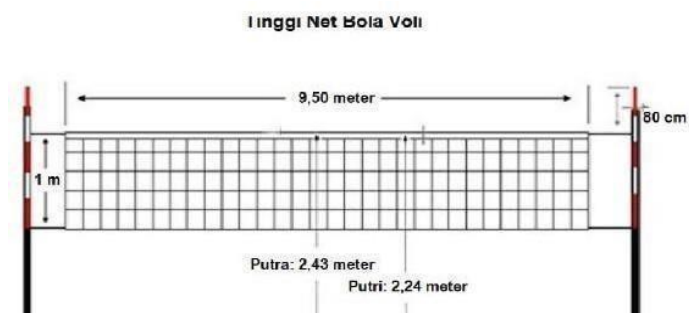 Tinggi Net Bola Voli
9,50 meter
80 cm
1 m
Putra: 2,43 meter
Putri: 2,24 meter